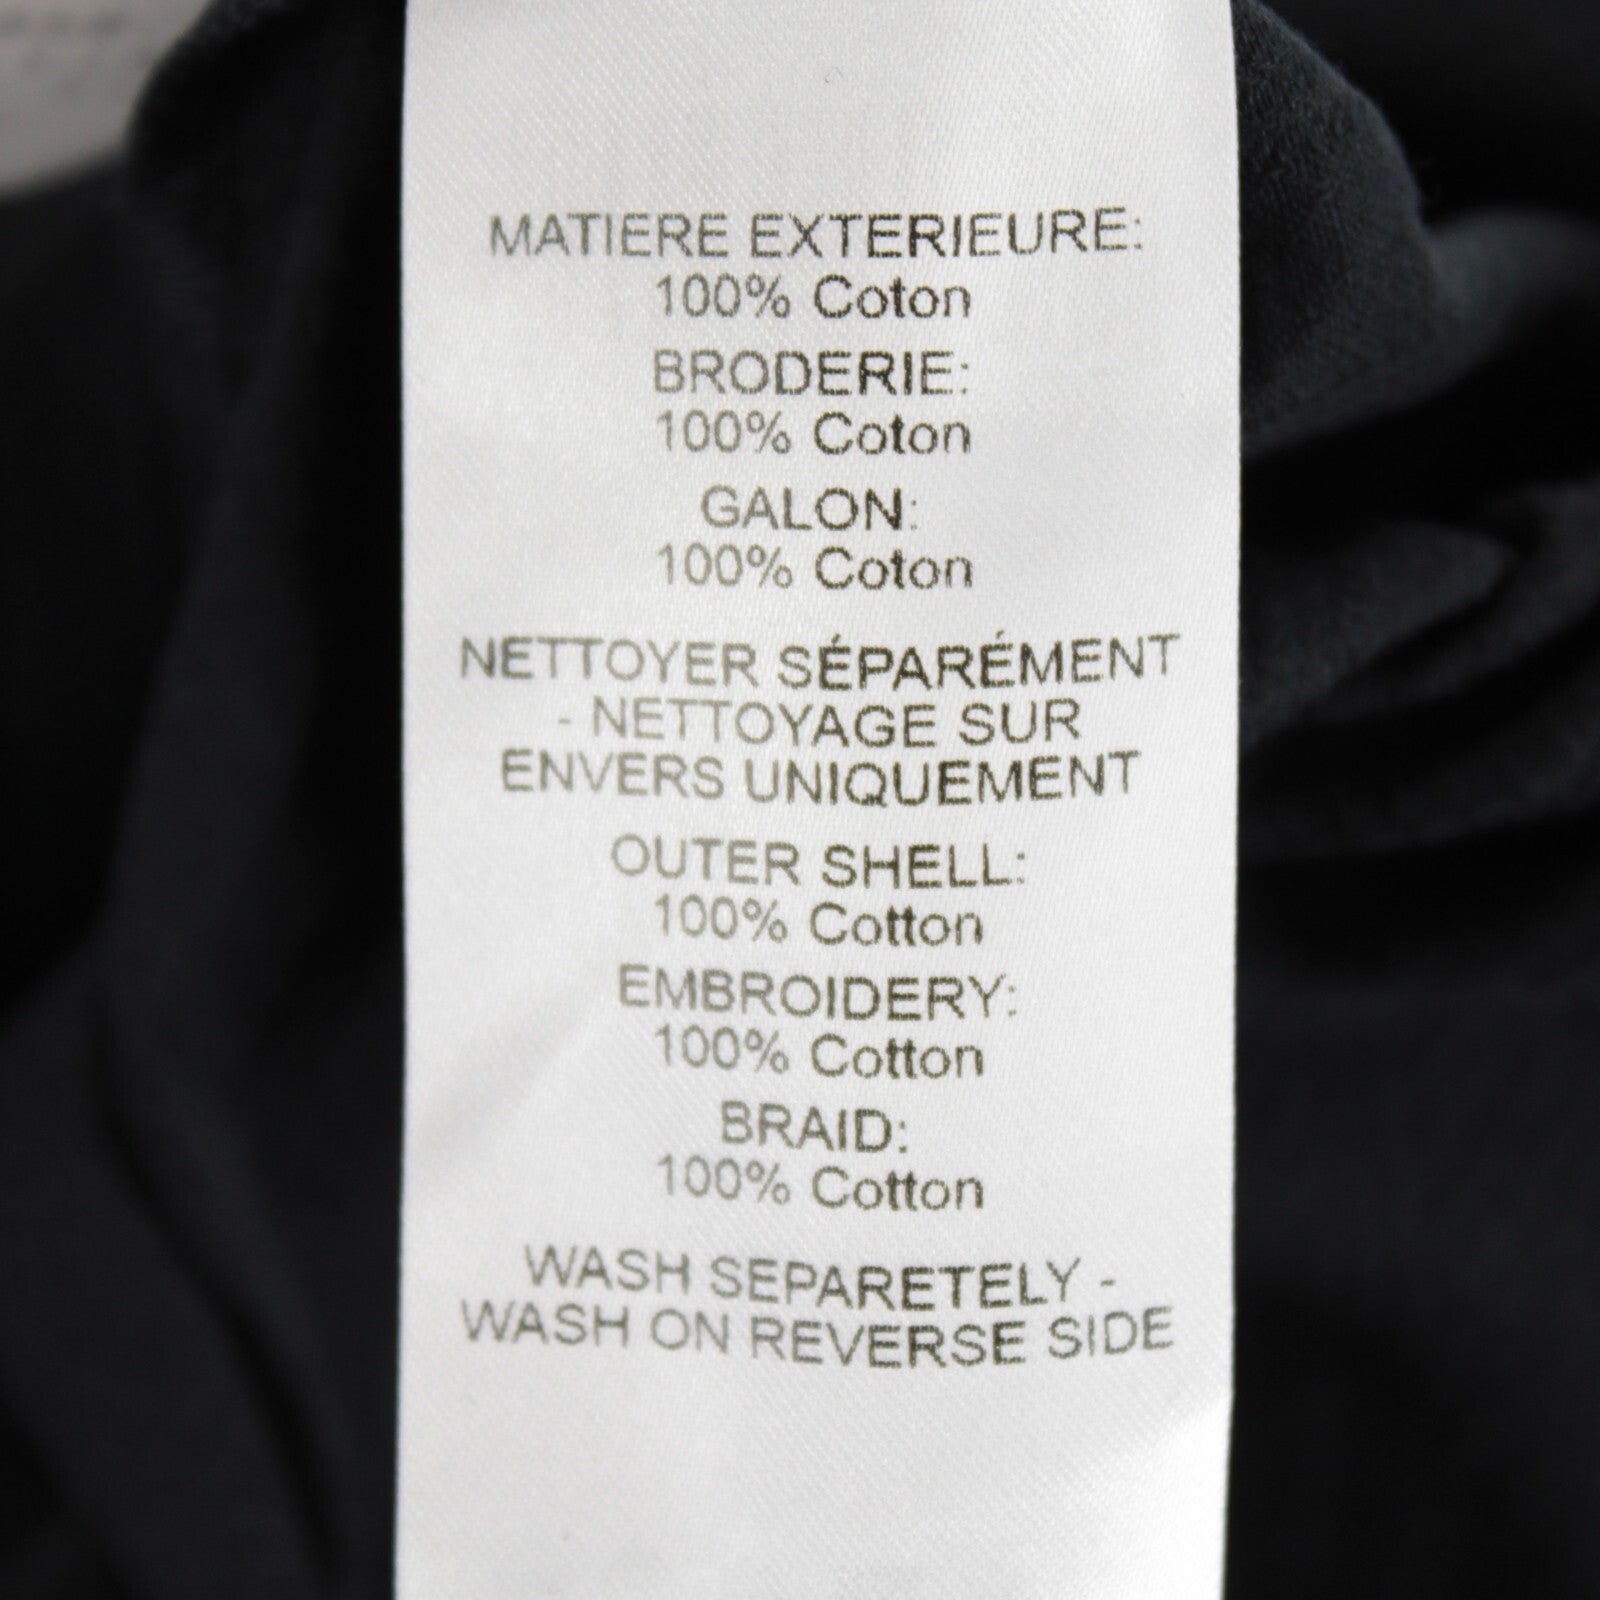 MATIERE EXTERIEURE:
100% Coton
BRODERIE:
100% Coton
GALON:
100% Coton
NETTOYER SÉPARÉMENT
- NETTOYAGE SUR
ENVERS UNIQUEMENT
OUTER SHELL:
100% Cotton
EMBROIDERY:
100% Cotton
BRAID:
100% Cotton
WASH SEPARETELY -
WASH ON REVERSE SIDE